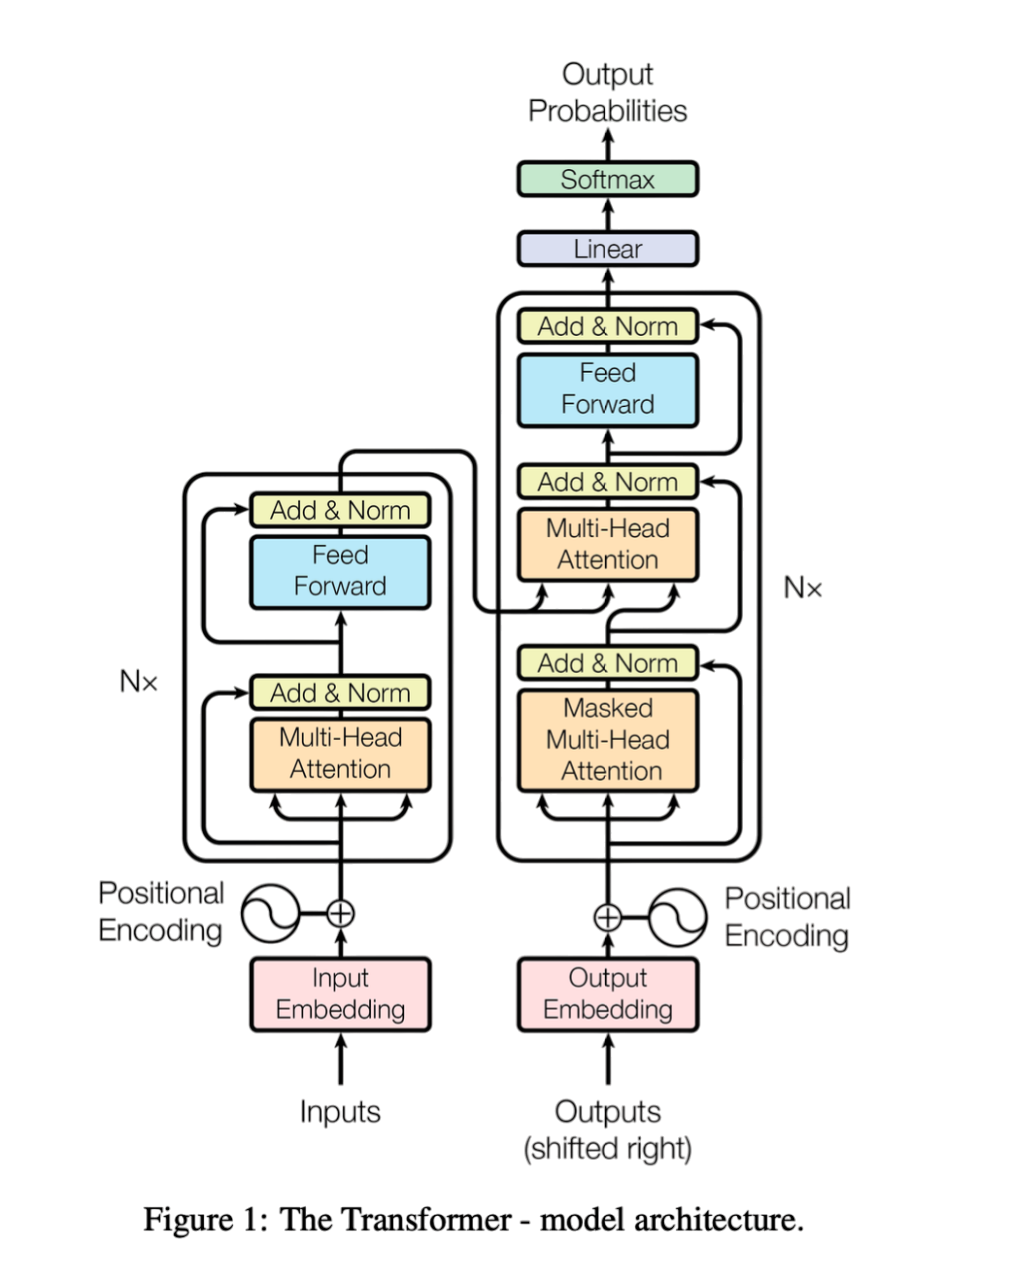 Output
Probabilities
Softmax
Linear
Add & Norm
Feed
Forward
Add & Norm
Multi-Head
Attention
Nx
Add & Norm
Masked
Multi-Head
Attention
Add & Norm
Feed
Forward
Nx
Add & Norm
Multi-Head
Attention
Positional
Encoding
Positional
Encoding
Input
Embedding
Output
Embedding
Inputs
Outputs
(shifted right)
Figure 1: The Transformer - model architecture.